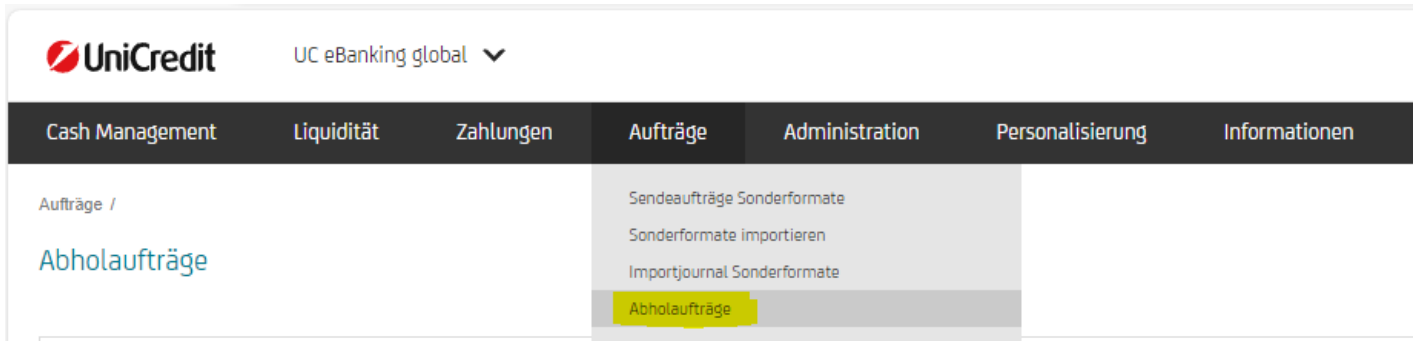 UniCredit UC eBanking global
Cash Management Liquidität Zahlungen Aufträge Administration Personalisierung Informationen
Aufträge /
Abholaufträge
Sendeaufträge Sonderformate
Sonderformate importieren
Importjournal Sonderformate
Abholaufträge